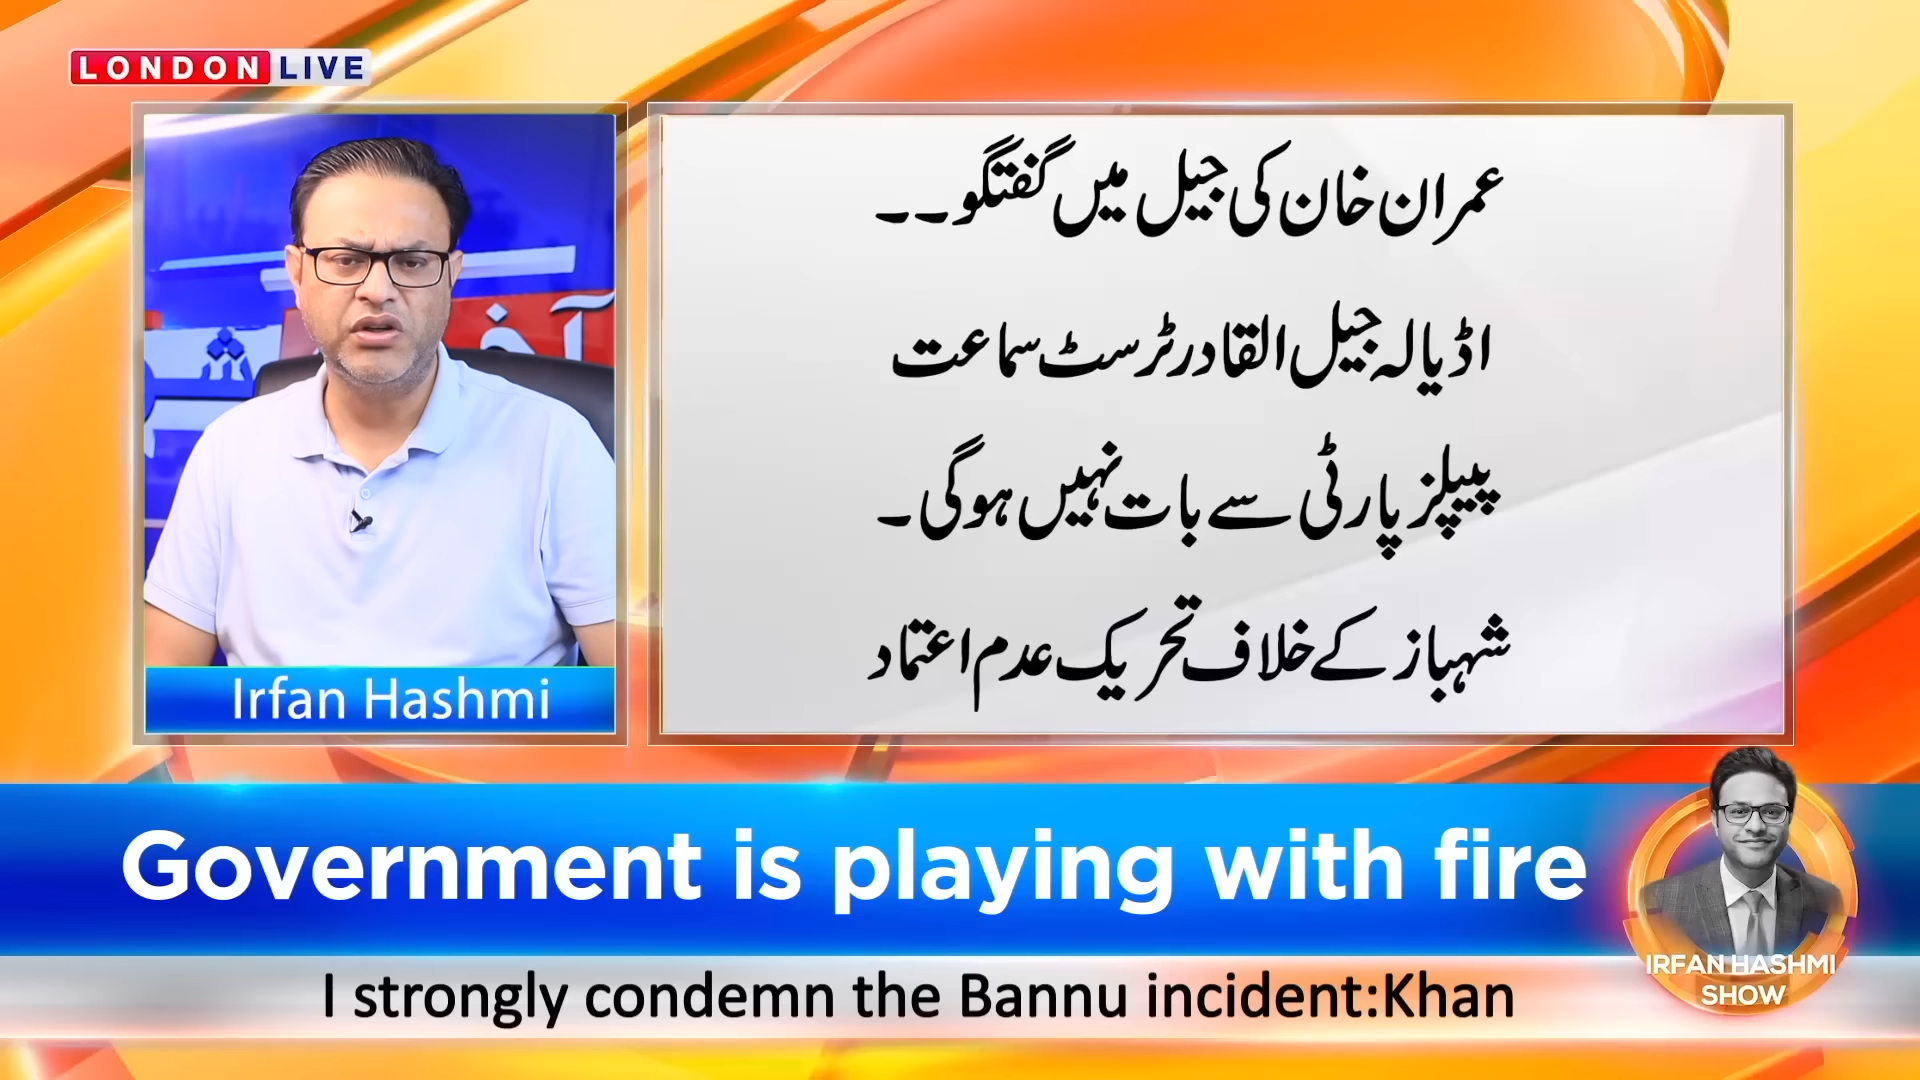 LONDON LIVE
عمران خان کی جیل میں گفتگو۔۔
اڈیالہ جیل القادر ٹرسٹ سماعت
پیپلز پارٹی سے بات نہیں ہوگی۔
شہباز کے خلاف تحریک عدم اعتماد
Irfan Hashmi
Government is playing with fire
I strongly condemn the Bannu incident:Khan
IRFAN HASHMI
SHOW